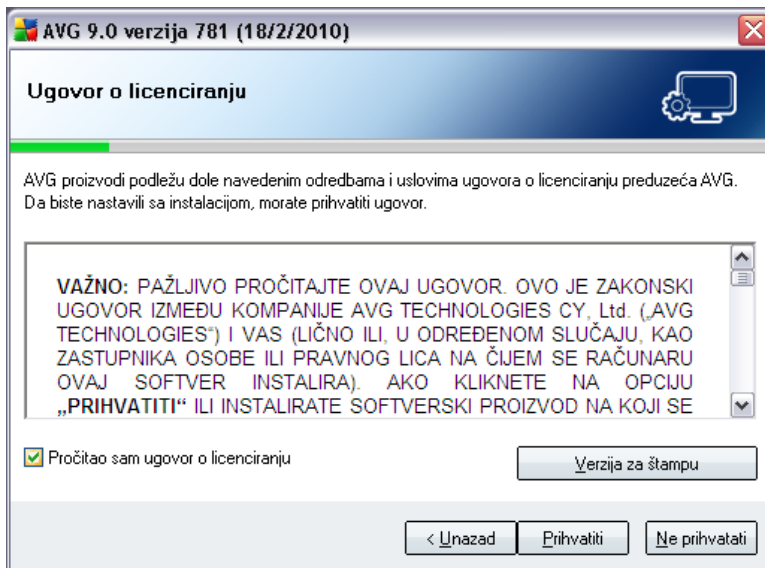 AVG 9.0 verzija 781 (18/2/2010)
Ugovor o licenciranju
AVG proizvodi podležu dole navedenim odredbama i uslovima ugovora o licenciranju preduzeća AVG.
Da biste nastavili sa instalacijom, morate prihvatiti ugovor.
VAŽNO: PAŽLJIVO PROČITAJTE OVAJ UGOVOR. OVO JE ZAKONSKI
UGOVOR IZMEĐU KOMPANIJE AVG TECHNOLOGIES CY, Ltd. („AVG
TECHNOLOGIES“) I VAS (LIČNO ILI, U ODREĐENOM SLUČAJU, KAO
ZASTUPNIKA OSOBE ILI PRAVNOG LICA NA ČIJEM SE RAČUNARU
OVAJ SOFTVER INSTALIRA). AKO KLIKNETE NA OPCIJU
„PRIHVATITI“ ILI INSTALIRATE SOFTVERSKI PROIZVOD NA KOJI SE
Pročitao sam ugovor o licenciranju
Verzija za štampu
< Unazad
Prihvatiti
Ne prihvatati